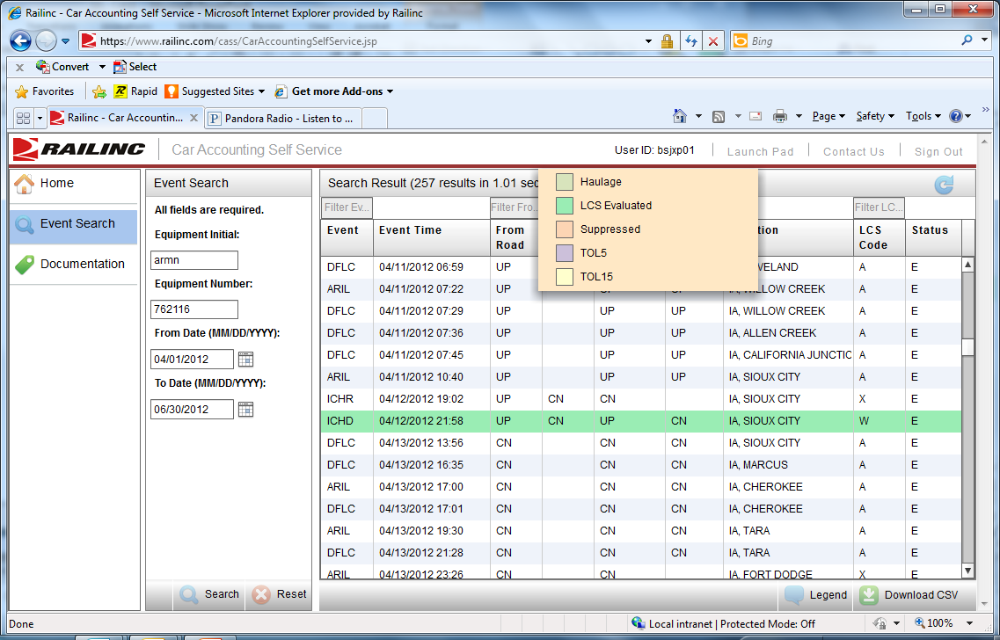 Railinc - Car Accounting Self Service - Microsoft Internet Explorer provided by Railinc
https://www.railinc.com/cass/CarAccountingSelfService.jsp
Bing
Convert Select
Favorites Rapid Suggested Sites Get more Add-ons
Railinc - Car Accountin... Pandora Radio - Listen to ... Page Safety Tools
RAILINC Car Accounting Self Service User ID: bsjxp01 Launch Pad Contact Us Sign Out
Home
Event Search
Documentation
Event Search
All fields are required.
Equipment Initial:
armn
Equipment Number:
762116
From Date (MM/DD/YYYY):
04/01/2012
To Date (MM/DD/YYYY):
06/30/2012
Search Reset
Search Result (257 results in 1.01 sec
Haulage
LCS Evaluated
Suppressed
TOL5
TOL15
Filter Ev... Filter Fro... Filter LC...
Event Event Time From Road tion LCS Code Status
DFLC 04/11/2012 06:59 UP VELAND A E
ARIL 04/11/2012 07:22 UP UP UP IA, WILLOW CREEK A E
DFLC 04/11/2012 07:29 UP UP UP IA, WILLOW CREEK A E
DFLC 04/11/2012 07:36 UP UP UP IA, ALLEN CREEK A E
DFLC 04/11/2012 07:45 UP UP UP IA, CALIFORNIA JUNCTIO A E
ARIL 04/11/2012 10:40 UP UP UP IA, SIOUX CITY A E
ICHR 04/12/2012 19:02 UP CN CN IA, SIOUX CITY X E
ICHD 04/12/2012 21:58 UP CN UP CN IA, SIOUX CITY W E
DFLC 04/13/2012 13:56 CN CN CN IA, SIOUX CITY A E
DFLC 04/13/2012 16:35 CN CN CN IA, MARCUS A E
ARIL 04/13/2012 17:00 CN CN CN IA, CHEROKEE A E
DFLC 04/13/2012 17:01 CN CN CN IA, CHEROKEE A E
ARIL 04/13/2012 19:30 CN CN CN IA, TARA A E
DFLC 04/13/2012 21:28 CN CN CN IA, TARA A E
ARIL 04/13/2012 23:26 CN CN CN IA, FORT DODGE X E
Legend Download CSV
Done Local intranet | Protected Mode: Off 100%